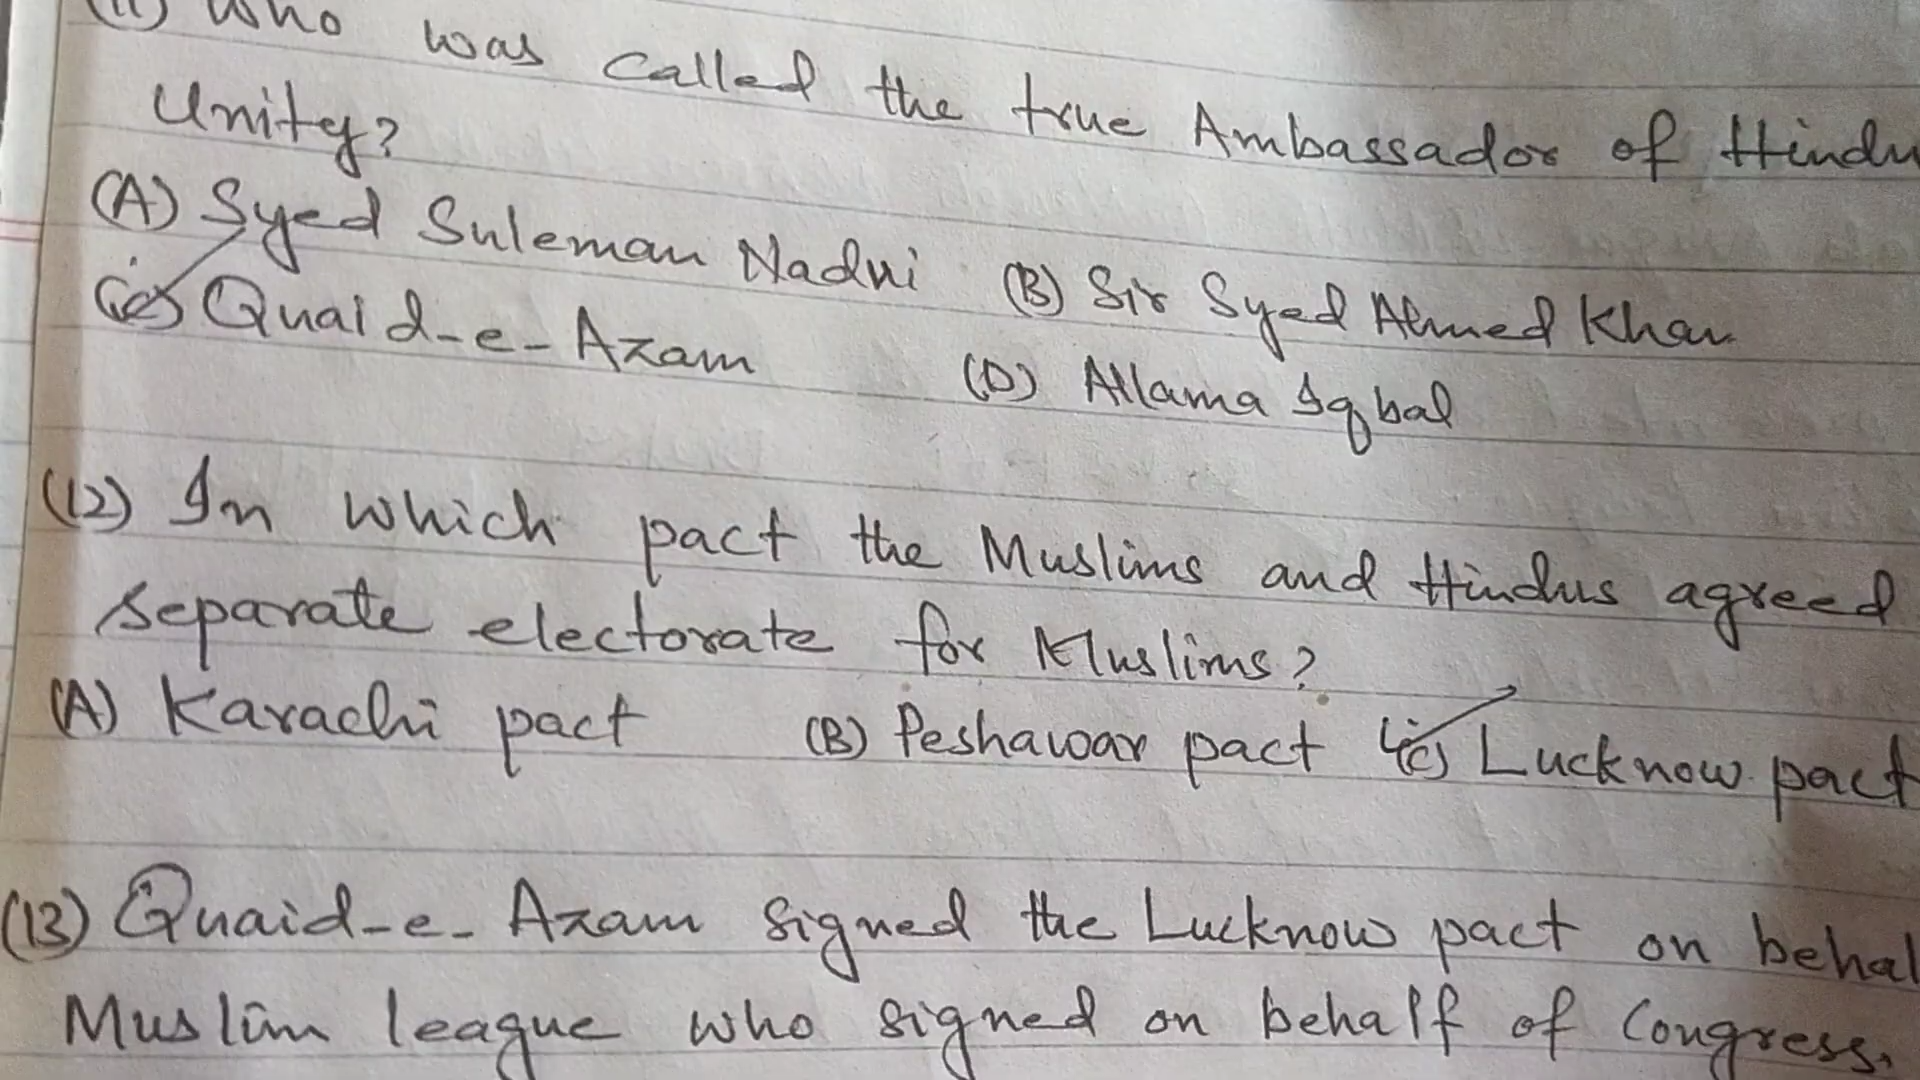 (11) Who was called the true Ambassador of Hindu
Unity?
(A) Syed Suleman Nadvi (B) Sir Syed Ahmed Khan
(C) Quaid-e-Azam (D) Allama Iqbal
(12) In which pact the Muslims and Hindus agreed
separate electorate for Muslims?
(A) Karachi pact (B) Peshawar pact (C) Lucknow pact
(13) Quaid-e-Azam signed the Lucknow pact on behal
Muslim league who signed on behalf of Congress.